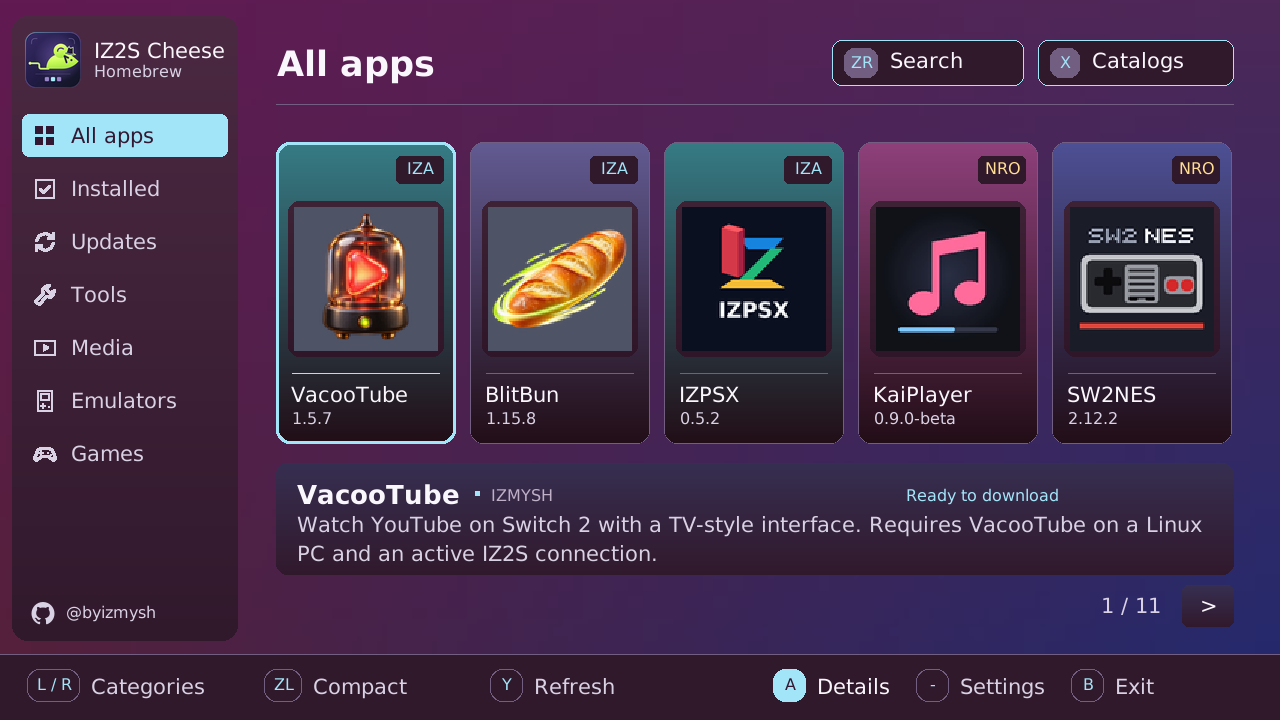 IZ2S Cheese
Homebrew
All apps
Installed
Updates
Tools
Media
Emulators
Games
@byizmysh
All apps
ZR Search
X Catalogs
IZA
VacooTube
1.5.7
IZA
BlitBun
1.15.8
IZA
IZPSX
IZPSX
0.5.2
NRO
KaiPlayer
0.9.0-beta
NRO
SW2 NES
SW2NES
2.12.2
VacooTube ▪ IZMYSH Ready to download
Watch YouTube on Switch 2 with a TV-style interface. Requires VacooTube on a Linux
PC and an active IZ2S connection.
1 / 11 >
L / R Categories ZL Compact Y Refresh A Details - Settings B Exit